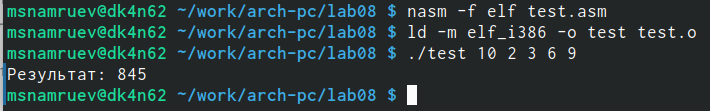 msnamruev@dk4n62 ~/work/arch-pc/lab08 $ nasm -f elf test.asm
msnamruev@dk4n62 ~/work/arch-pc/lab08 $ ld -m elf_i386 -o test test.o
msnamruev@dk4n62 ~/work/arch-pc/lab08 $ ./test 10 2 3 6 9
Результат: 845
msnamruev@dk4n62 ~/work/arch-pc/lab08 $